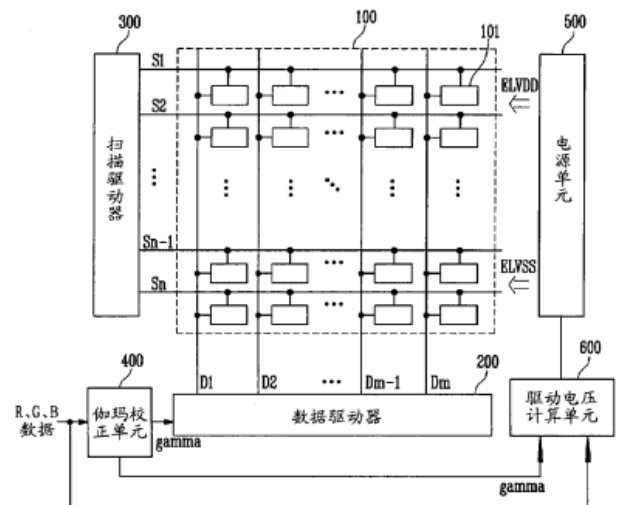 300
100
101
500
S1
ELVDD
S2
扫描驱动器
电源单元
Sn-1
ELVSS
Sn
400
D1
D2
Dm-1
Dm
200
600
R、G、B
数据
伽玛校
正单元
gamma
数据驱动器
驱动电压
计算单元
gamma